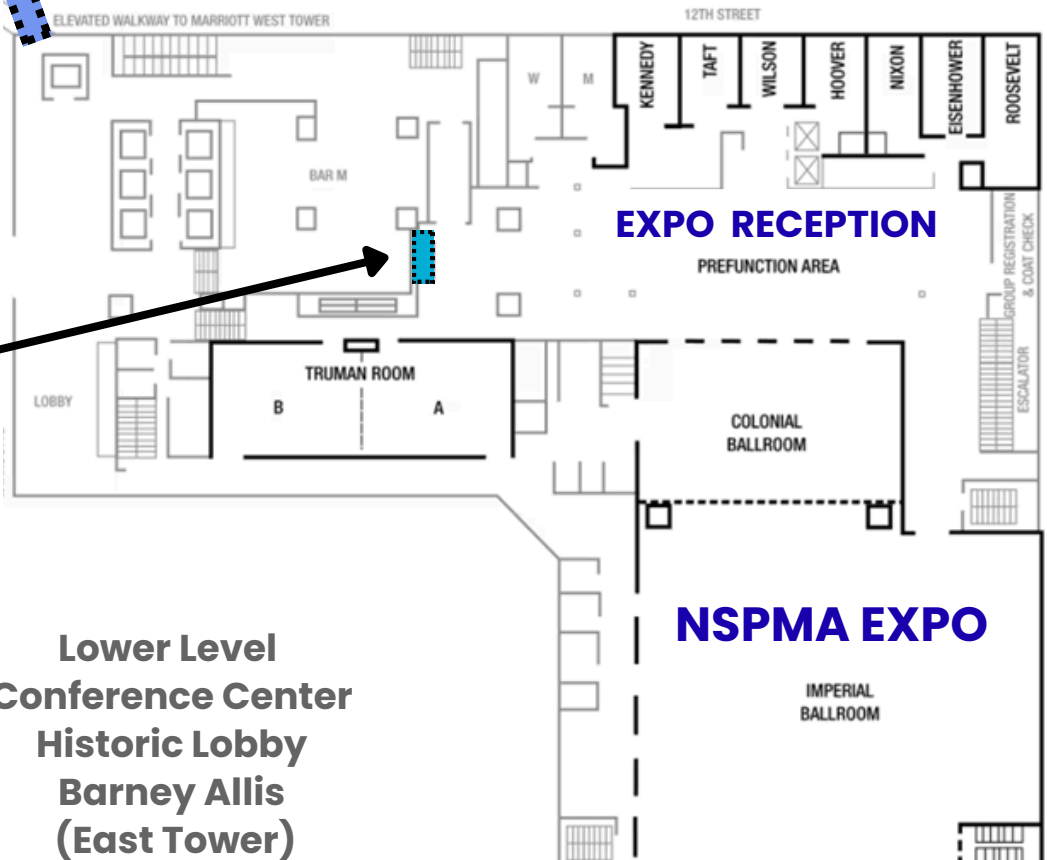 ELEVATED WALKWAY TO MARRIOTT WEST TOWER
12TH STREET
W
M
KENNEDY
TAFT
WILSON
HOOVER
NIXON
EISENHOWER
ROOSEVELT
BAR M
EXPO RECEPTION
PREFUNCTION AREA
GROUP REGISTRATION
& COAT CHECK
ESCALATOR
LOBBY
TRUMAN ROOM
B
A
COLONIAL
BALLROOM
NSPMA EXPO
IMPERIAL
BALLROOM
Lower Level
Conference Center
Historic Lobby
Barney Allis
(East Tower)